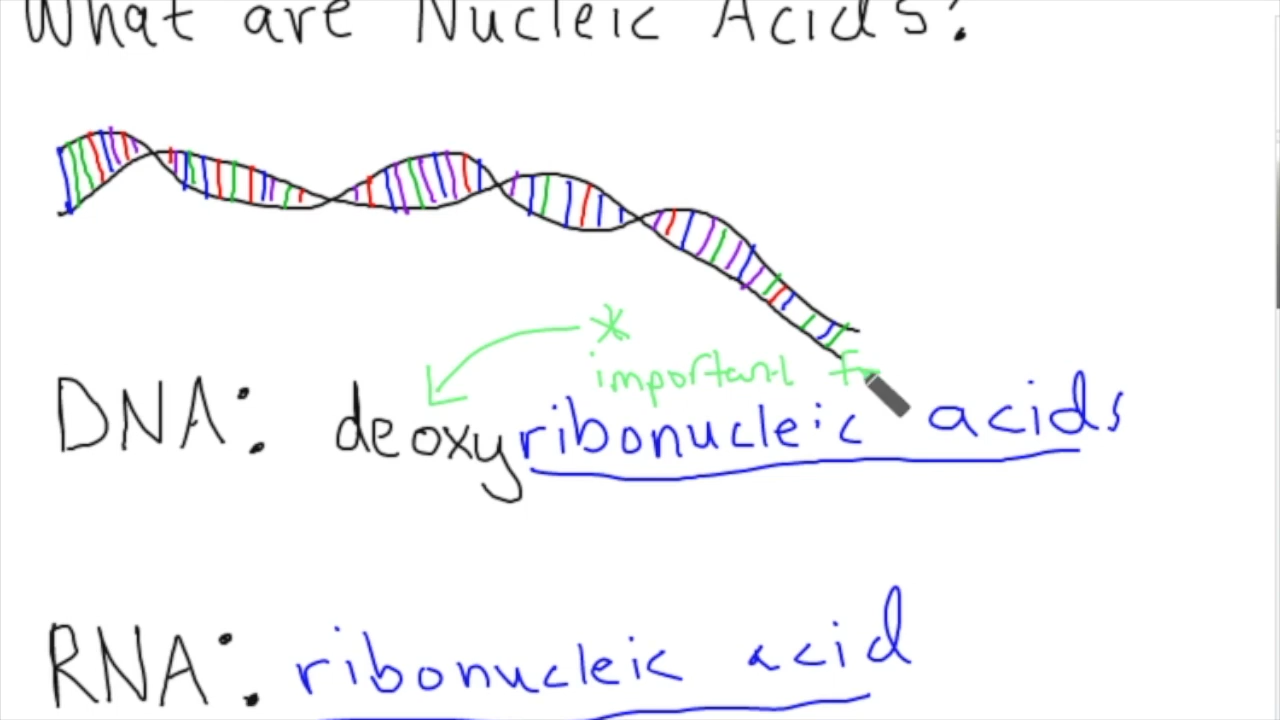 What are Nucleic Acids?
*
important f
DNA: deoxyribonucleic acids
RNA: ribonucleic acid